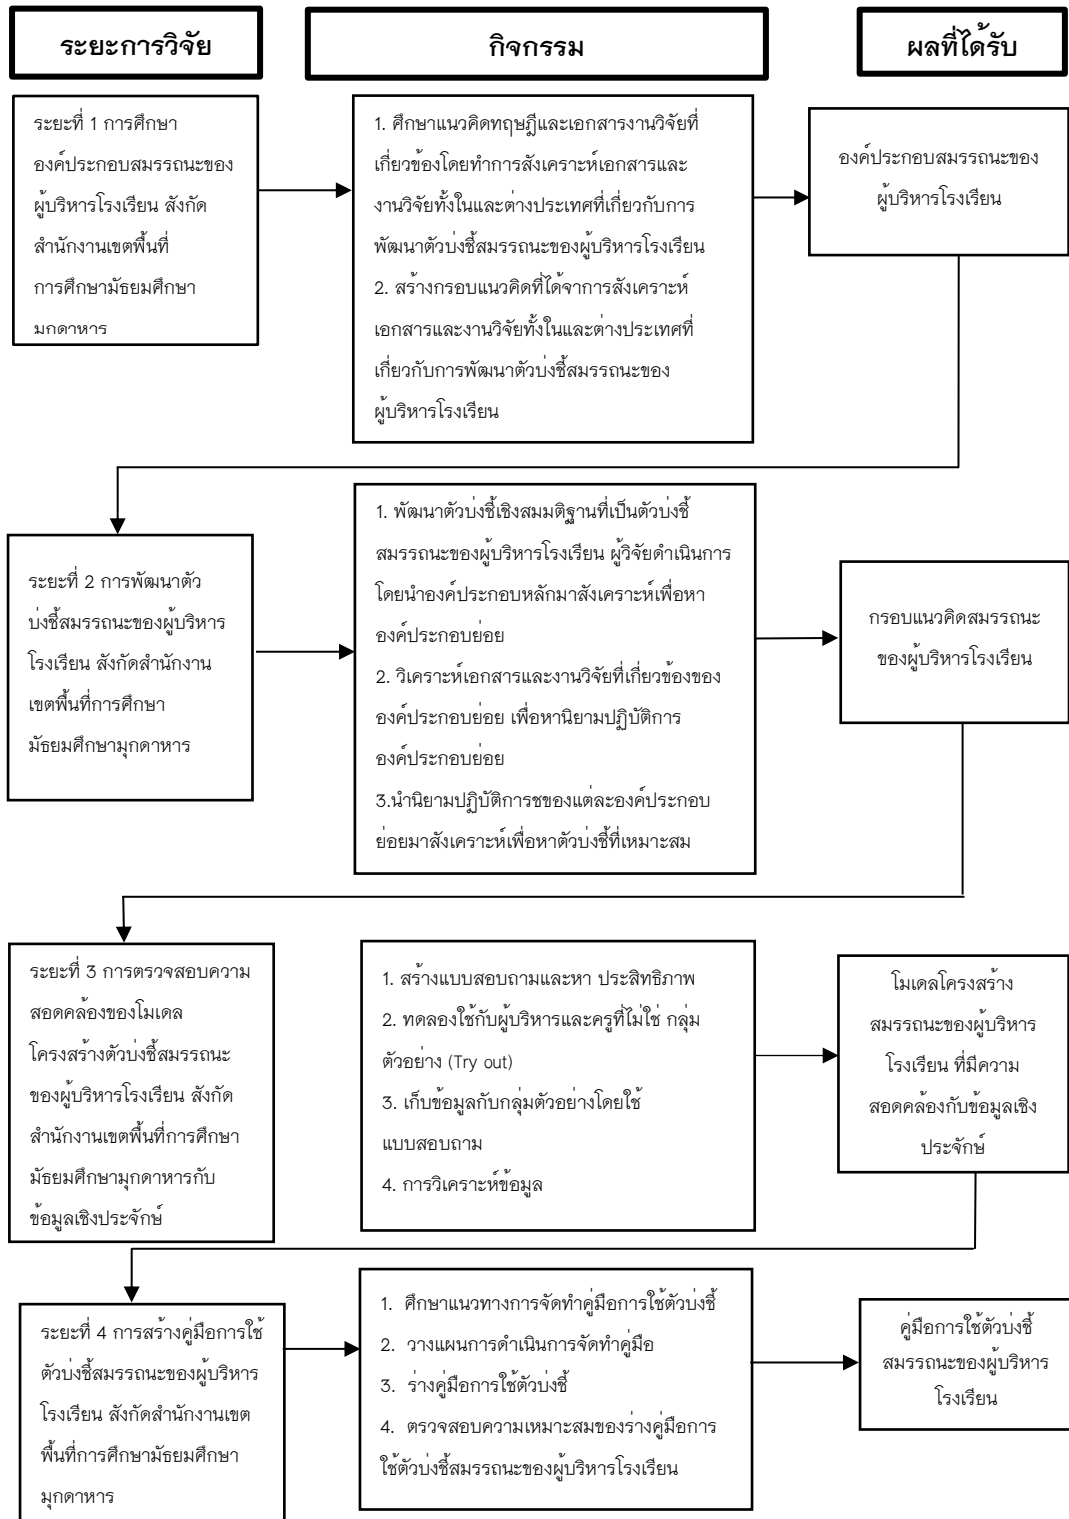 ระยะการวิจัย
กิจกรรม
ผลที่ได้รับ
ระยะที่ 1 การศึกษา
องค์ประกอบสมรรถนะของ
ผู้บริหารโรงเรียน สังกัด
สำนักงานเขตพื้นที่
การศึกษามัธยมศึกษา
มุกดาหาร
1. ศึกษาแนวคิดทฤษฎีและเอกสารงานวิจัยที่
เกี่ยวข้องโดยทำการสังเคราะห์เอกสารและ
งานวิจัยทั้งในและต่างประเทศที่เกี่ยวกับการ
พัฒนาตัวบ่งชี้สมรรถนะของผู้บริหารโรงเรียน
2. สร้างกรอบแนวคิดที่ได้จาการสังเคราะห์
เอกสารและงานวิจัยทั้งในและต่างประเทศที่
เกี่ยวกับการพัฒนาตัวบ่งชี้สมรรถนะของ
ผู้บริหารโรงเรียน
องค์ประกอบสมรรถนะของ
ผู้บริหารโรงเรียน
ระยะที่ 2 การพัฒนาตัว
บ่งชี้สมรรถนะของผู้บริหาร
โรงเรียน สังกัดสำนักงาน
เขตพื้นที่การศึกษา
มัธยมศึกษามุกดาหาร
1. พัฒนาตัวบ่งชี้เชิงสมมติฐานที่เป็นตัวบ่งชี้
สมรรถนะของผู้บริหารโรงเรียน ผู้วิจัยดำเนินการ
โดยนำองค์ประกอบหลักมาสังเคราะห์เพื่อหา
องค์ประกอบย่อย
2. วิเคราะห์เอกสารและงานวิจัยที่เกี่ยวข้องของ
องค์ประกอบย่อย เพื่อหานิยามปฏิบัติการ
องค์ประกอบย่อย
3.นำนิยามปฏิบัติการชของแต่ละองค์ประกอบ
ย่อยมาสังเคราะห์เพื่อหาตัวบ่งชี้ที่เหมาะสม
กรอบแนวคิดสมรรถนะ
ของผู้บริหารโรงเรียน
ระยะที่ 3 การตรวจสอบความ
สอดคล้องของโมเดล
โครงสร้างตัวบ่งชี้สมรรถนะ
ของผู้บริหารโรงเรียน สังกัด
สำนักงานเขตพื้นที่การศึกษา
มัธยมศึกษามุกดาหารกับ
ข้อมูลเชิงประจักษ์
1. สร้างแบบสอบถามและหา ประสิทธิภาพ
2. ทดลองใช้กับผู้บริหารและครูที่ไม่ใช่ กลุ่ม
ตัวอย่าง (Try out)
3. เก็บข้อมูลกับกลุ่มตัวอย่างโดยใช้
แบบสอบถาม
4. การวิเคราะห์ข้อมูล
โมเดลโครงสร้าง
สมรรถนะของผู้บริหาร
โรงเรียน ที่มีความ
สอดคล้องกับข้อมูลเชิง
ประจักษ์
ระยะที่ 4 การสร้างคู่มือการใช้
ตัวบ่งชี้สมรรถนะของผู้บริหาร
โรงเรียน สังกัดสำนักงานเขต
พื้นที่การศึกษามัธยมศึกษา
มุกดาหาร
1. ศึกษาแนวทางการจัดทำคู่มือการใช้ตัวบ่งชี้
2. วางแผนการดำเนินการจัดทำคู่มือ
3. ร่างคู่มือการใช้ตัวบ่งชี้
4. ตรวจสอบความเหมาะสมของร่างคู่มือการ
ใช้ตัวบ่งชี้สมรรถนะของผู้บริหารโรงเรียน
คู่มือการใช้ตัวบ่งชี้
สมรรถนะของผู้บริหาร
โรงเรียน